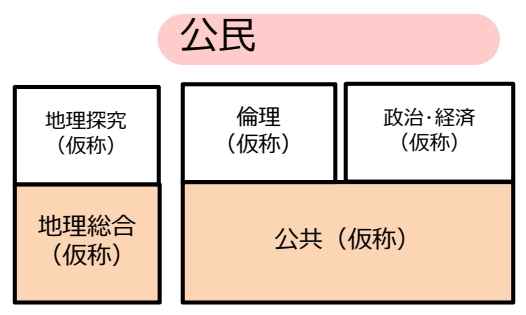 公民
地理探究
（仮称）
倫理
（仮称）
政治･経済
（仮称）
地理総合
（仮称）
公共（仮称）